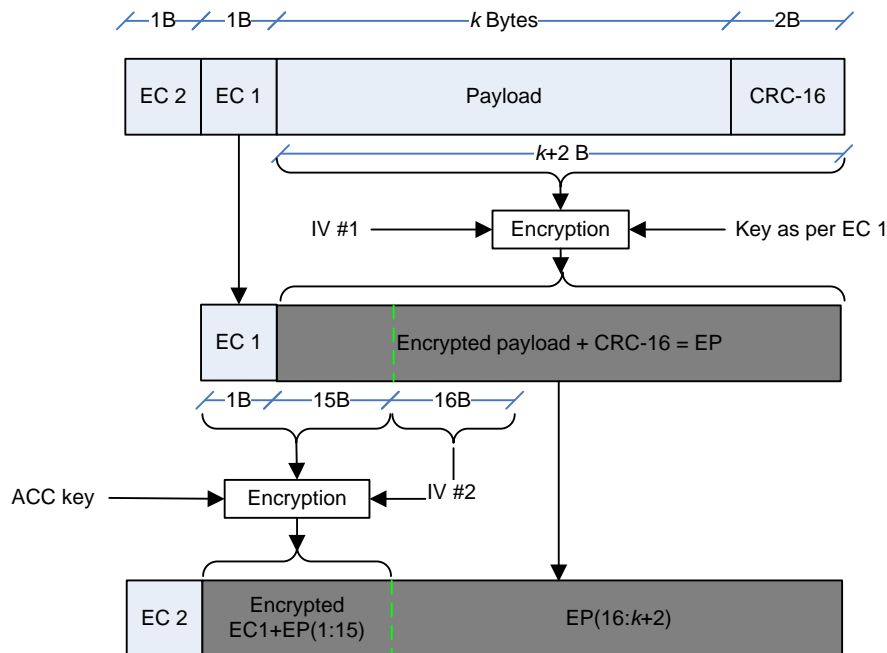 1B 1B k Bytes 2B
EC 2 EC 1 Payload CRC-16
k+2 B
IV #1 Encryption Key as per EC 1
EC 1 Encrypted payload + CRC-16 = EP
1B 15B 16B
ACC key Encryption IV #2
EC 2 Encrypted
EC1+EP(1:15) EP(16:k+2)